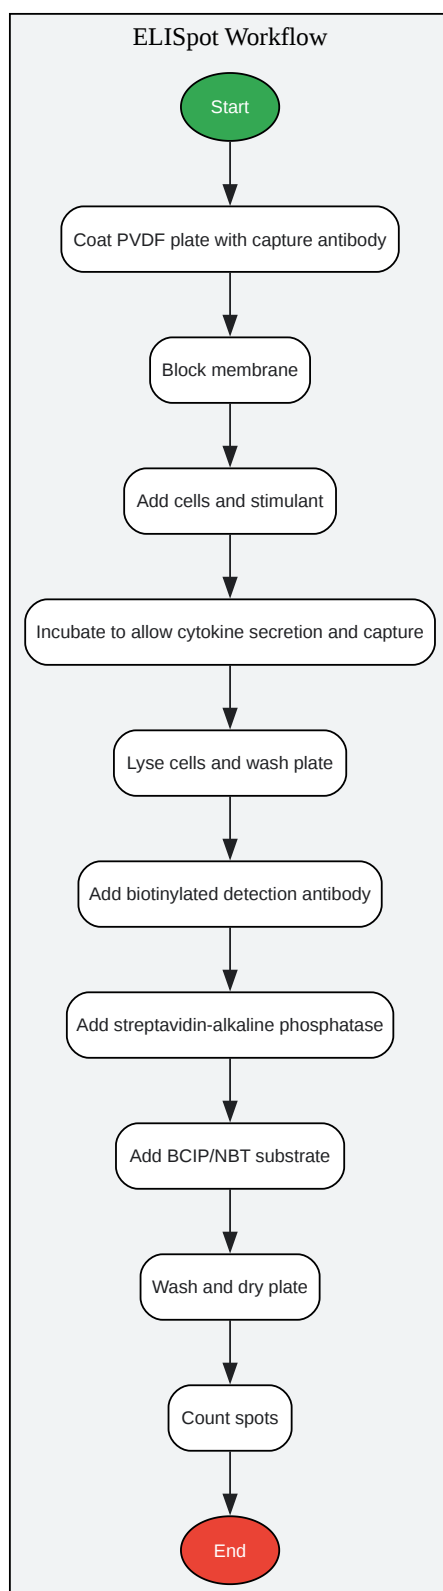 ELISpot Workflow
Start
Coat PVDF plate with capture antibody
Block membrane
Add cells and stimulant
Incubate to allow cytokine secretion and capture
Lyse cells and wash plate
Add biotinylated detection antibody
Add streptavidin-alkaline phosphatase
Add BCIP/NBT substrate
Wash and dry plate
Count spots
End